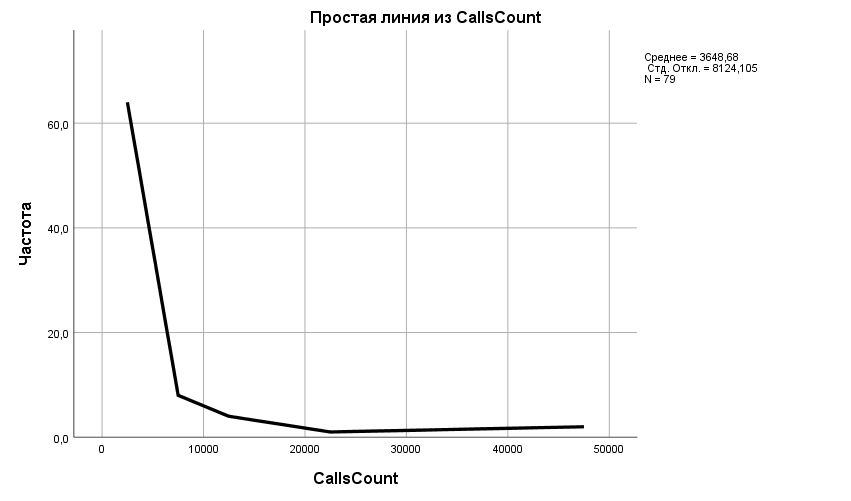 Простая линия из CallsCount
Среднее = 3648,68
Стд. Откл. = 8124,105
N = 79
60,0
40,0
20,0
0,0
Частота
0
10000
20000
30000
40000
50000
CallsCount